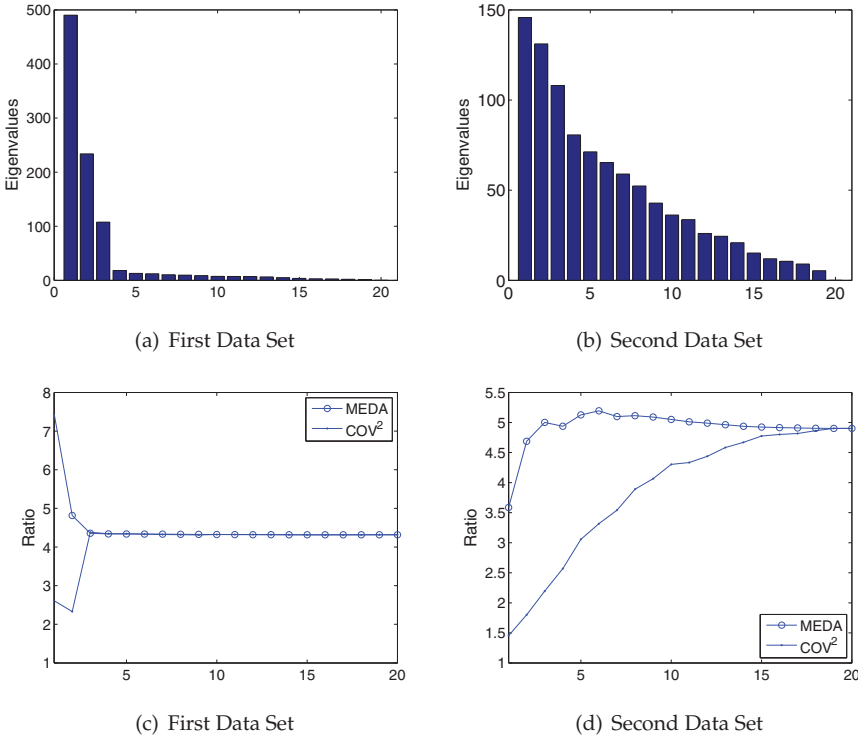 500
400
300
200
100
0
Eigenvalues
0 5 10 15 20
(a) First Data Set
150
100
50
0
Eigenvalues
0 5 10 15 20
(b) Second Data Set
8
7
6
5
4
3
2
1
Ratio
MEDA
COV²
5 10 15 20
(c) First Data Set
5.5
5
4.5
4
3.5
3
2.5
2
1.5
1
Ratio
MEDA
COV²
5 10 15 20
(d) Second Data Set